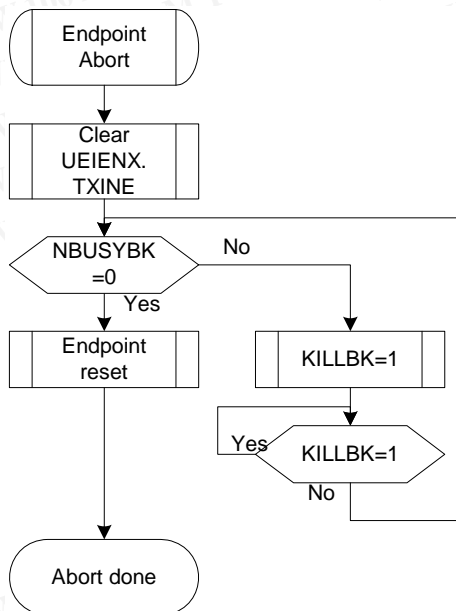 Endpoint
Abort
Clear
UEIENX.
TXINE
NBUSYBK
=0
No
Yes
Endpoint
reset
KILLBK=1
Yes
KILLBK=1
No
Abort done